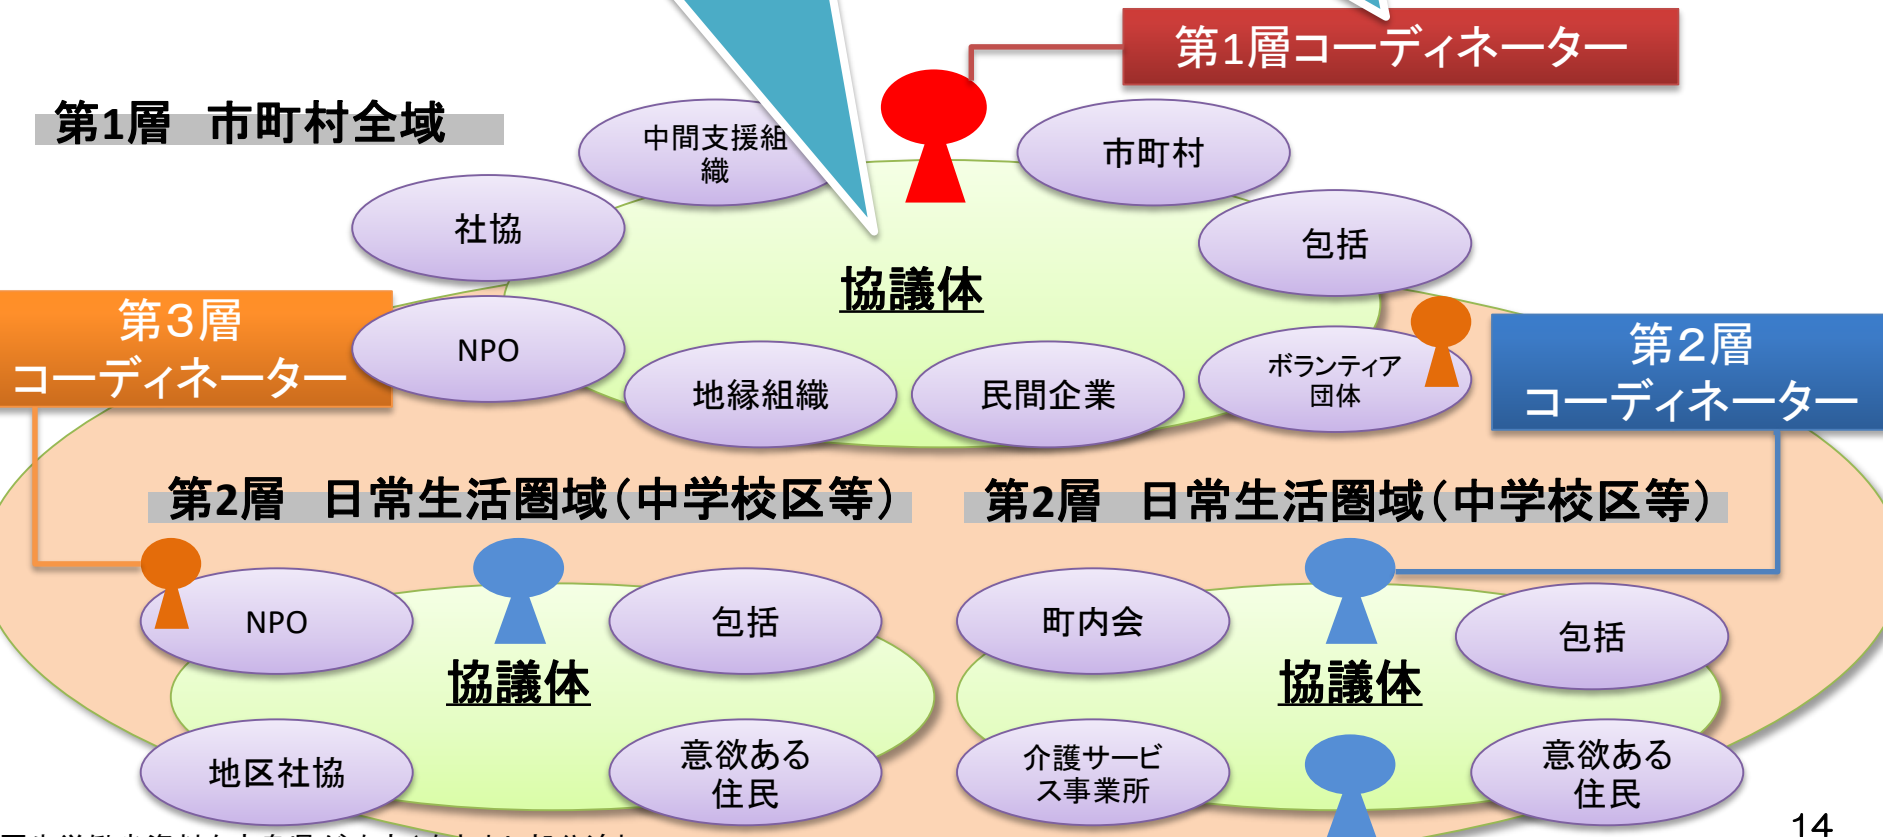 第1層コーディネーター
第1層　市町村全域
中間支援組
織
市町村
社協
包括
協議体
第３層
コーディネーター
NPO
地縁組織
民間企業
ボランティア
団体
第２層
コーディネーター
第2層　日常生活圏域（中学校区等）
第2層　日常生活圏域（中学校区等）
NPO
包括
協議体
地区社協
意欲ある
住民
町内会
包括
協議体
介護サービ
ス事業所
意欲ある
住民
14